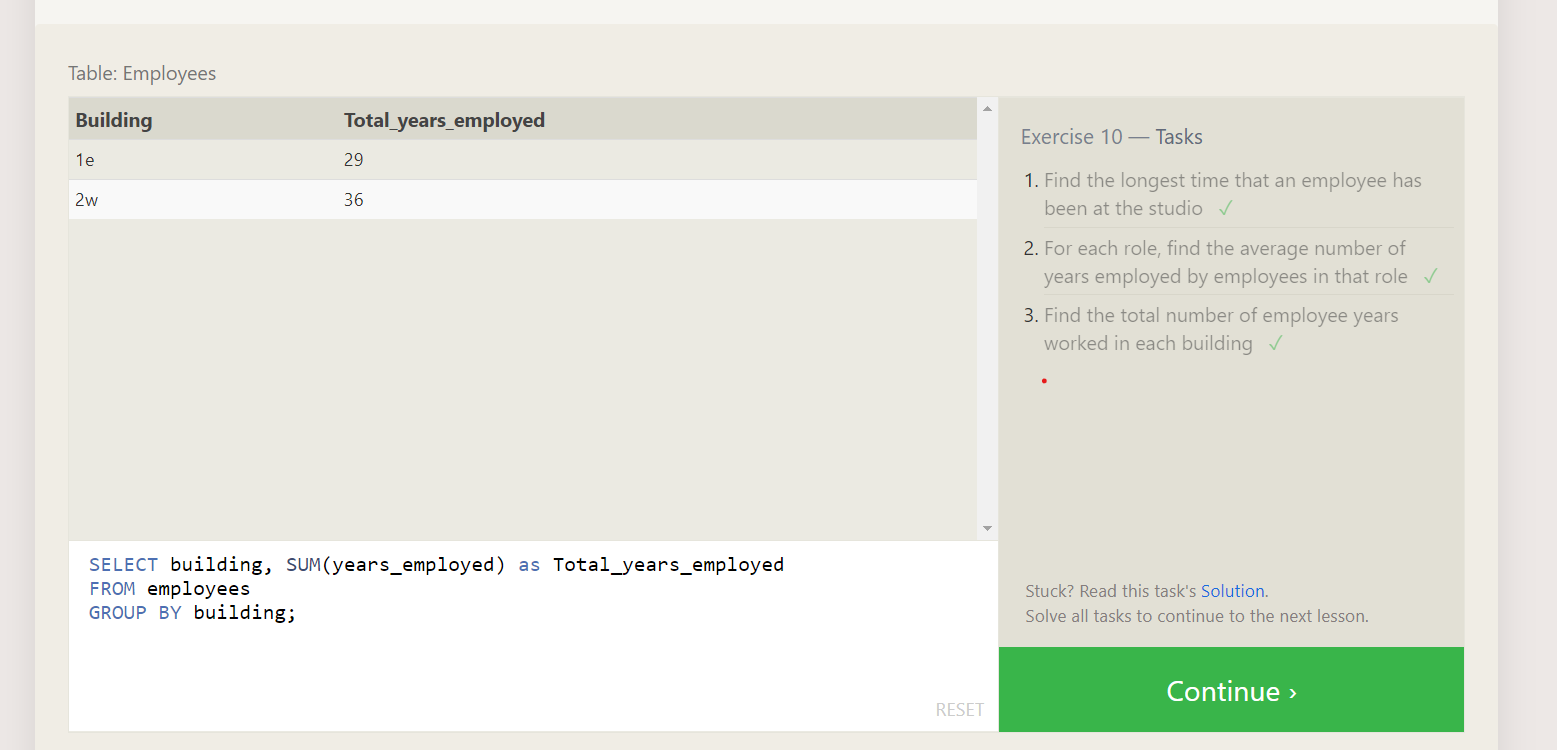 Table: Employees
Building Total_years_employed
1e 29
2w 36
SELECT building, SUM(years_employed) as Total_years_employed
FROM employees
GROUP BY building;
RESET
Exercise 10 — Tasks
1. Find the longest time that an employee has
been at the studio ✓
2. For each role, find the average number of
years employed by employees in that role ✓
3. Find the total number of employee years
worked in each building ✓
Stuck? Read this task's Solution.
Solve all tasks to continue to the next lesson.
Continue ›